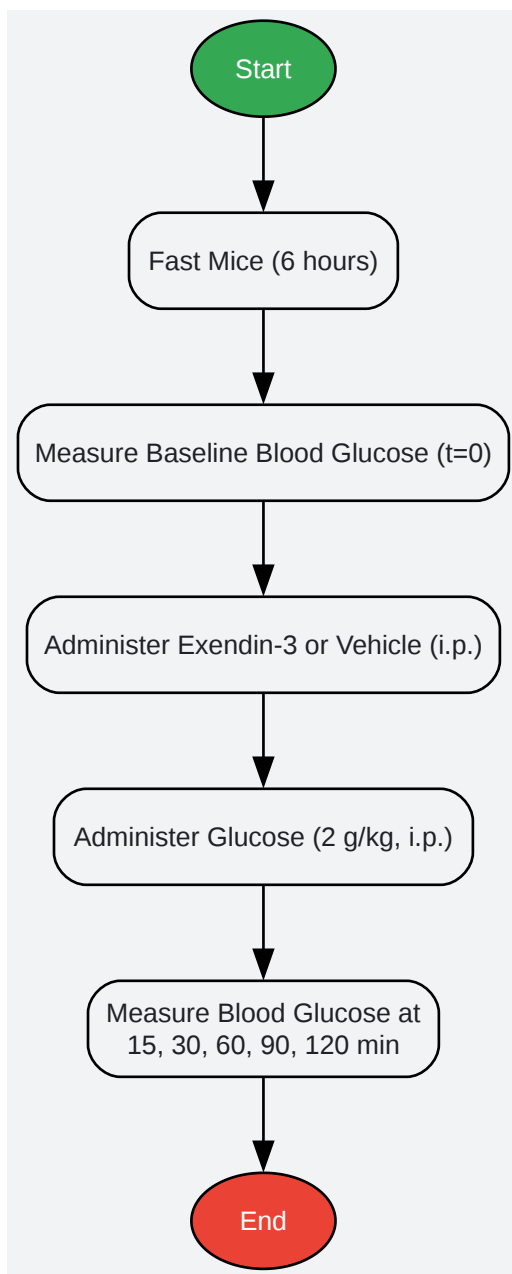 Start
Fast Mice (6 hours)
Measure Baseline Blood Glucose (t=0)
Administer Exendin-3 or Vehicle (i.p.)
Administer Glucose (2 g/kg, i.p.)
Measure Blood Glucose at
15, 30, 60, 90, 120 min
End